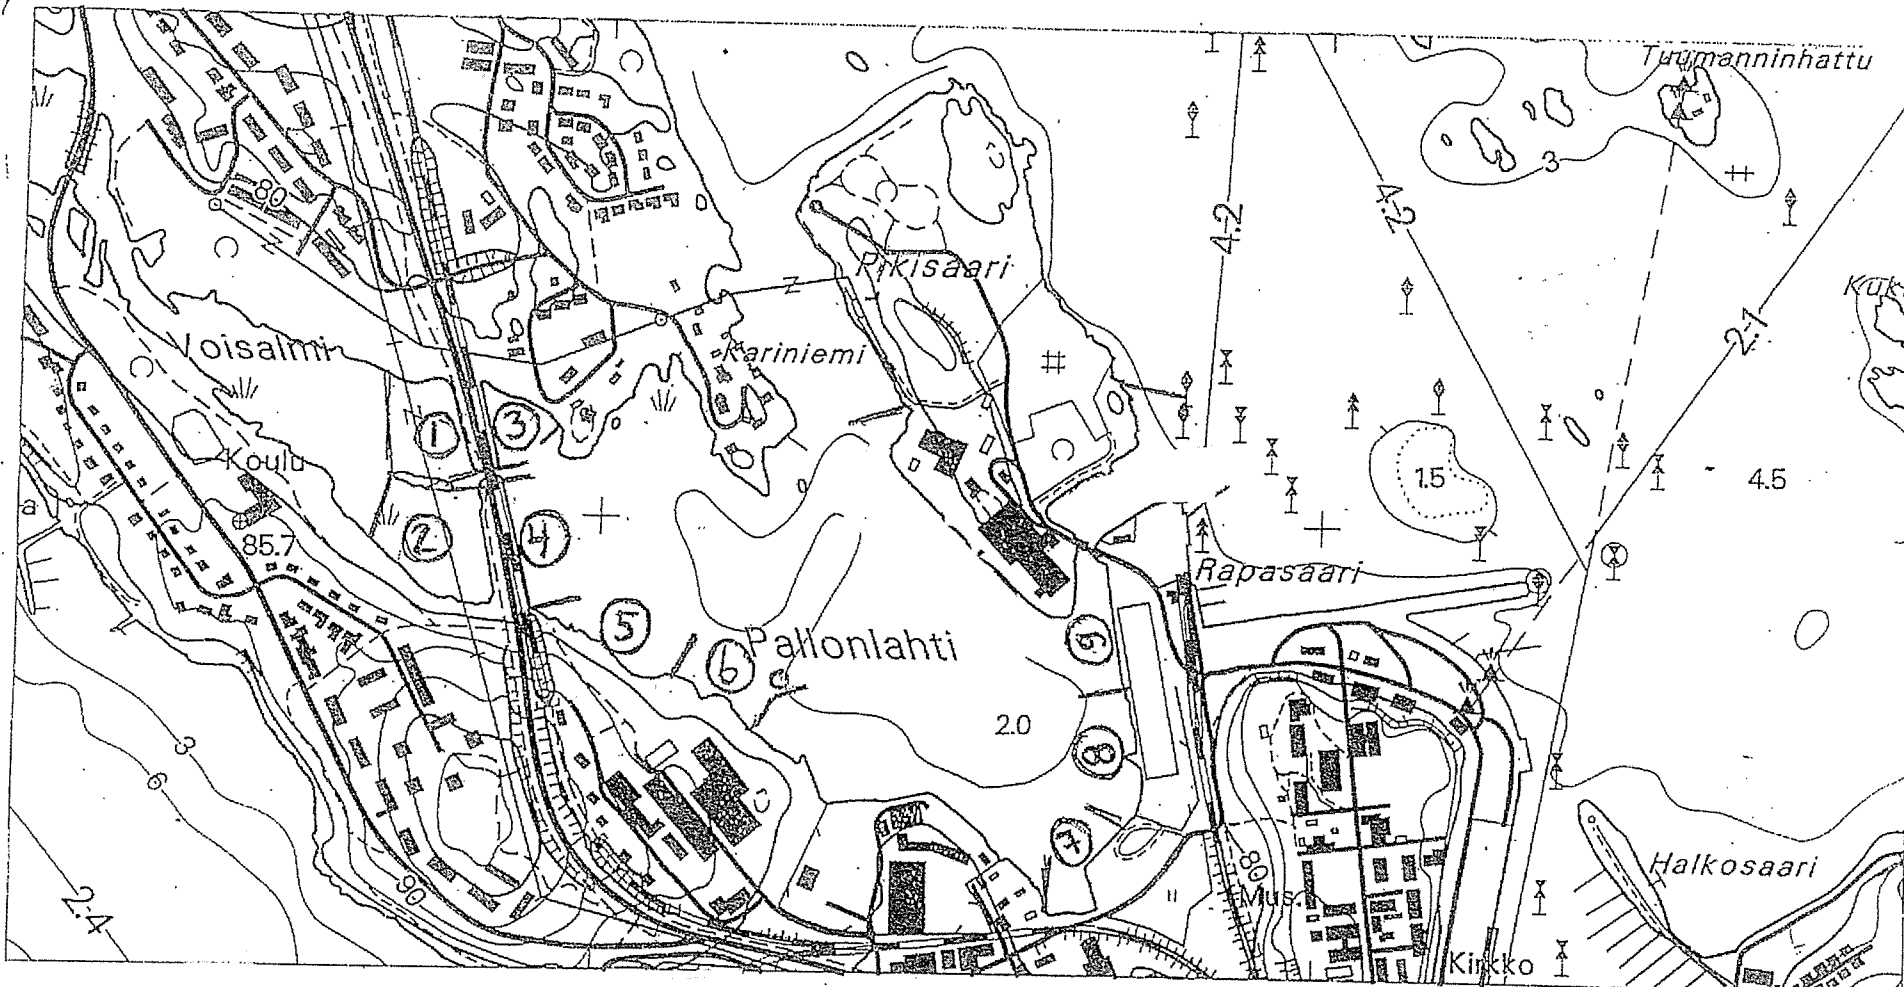 Tuumanninhattu
3
80
4.2
4.2
Pikisaari
2.1
Voisalmi
Kariniemi
1
3
Koulu
1.5
4.5
2
4
85.7
Rapasaari
5
6
Pallonlahti
9
2.0
8
3
6
7
80
Halkosaari
90
Mus.
2.4
Kirkko